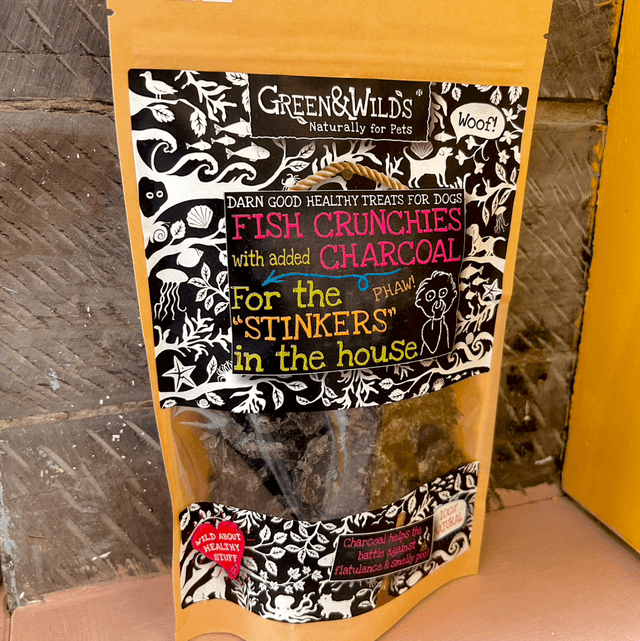 GREEN&WILD'S®
Naturally for Pets
Woof!
DARN GOOD HEALTHY TREATS FOR DOGS
FISH CRUNCHIES
with added CHARCOAL
PHAW!
For the
"STINKERS"
in the house
WILD ABOUT
HEALTHY
STUFF
100%
NATURAL
Charcoal helps the
battle against
flatulance & smelly poo!